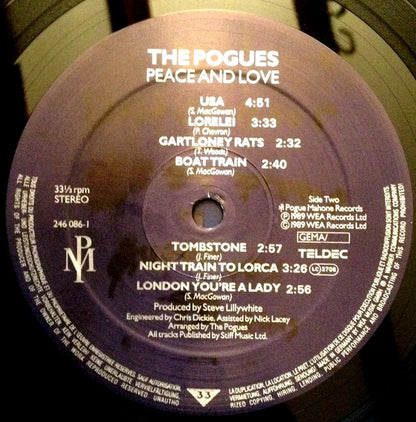 THE POGUES
PEACE AND LOVE
USA 4:51
(S. MacGowan)
LORELEI 3:33
(P. Chevron)
GARTLONEY RATS 2:32
(T. Woods)
BOAT TRAIN 2:40
(S. MacGowan)
33⅓ rpm
STEREO
246 086-1
Side Two
Pogue Mahone Records
Ⓟ 1989 WEA Records Ltd
© 1989 WEA Records Ltd
GEMA/
TELDEC
PM
TOMBSTONE 2:57
(J. Finer)
NIGHT TRAIN TO LORCA 3:26
(J. Finer)
LC 3706
LONDON YOU'RE A LADY 2:56
(S. MacGowan)
Produced by Steve Lillywhite
Engineered by Chris Dickie, Assisted by Nick Lacey
Arranged by The Pogues
All tracks Published by Stiff Music Ltd.
33